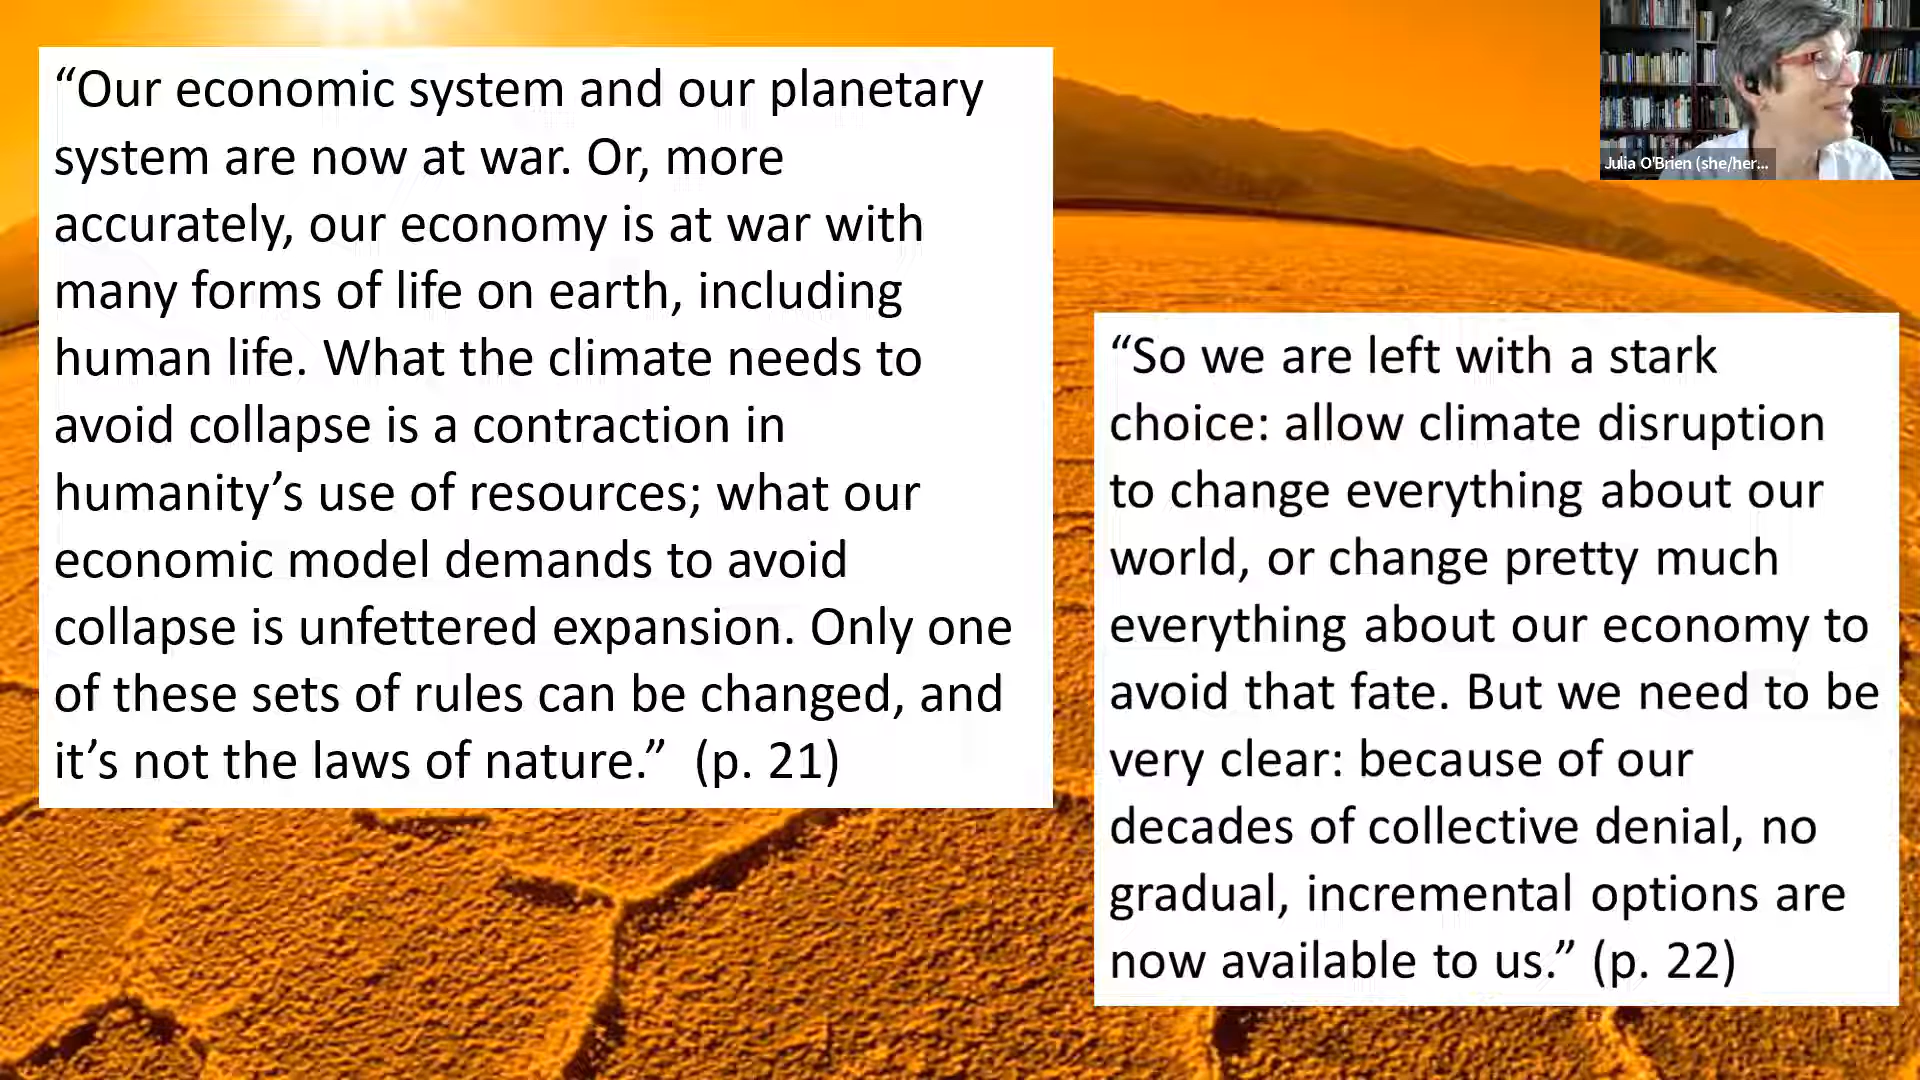 “Our economic system and our planetary
system are now at war. Or, more
accurately, our economy is at war with
many forms of life on earth, including
human life. What the climate needs to
avoid collapse is a contraction in
humanity’s use of resources; what our
economic model demands to avoid
collapse is unfettered expansion. Only one
of these sets of rules can be changed, and
it’s not the laws of nature.”  (p. 21)
“So we are left with a stark
choice: allow climate disruption
to change everything about our
world, or change pretty much
everything about our economy to
avoid that fate. But we need to be
very clear: because of our
decades of collective denial, no
gradual, incremental options are
now available to us.” (p. 22)
Julia O'Brien (she/her...